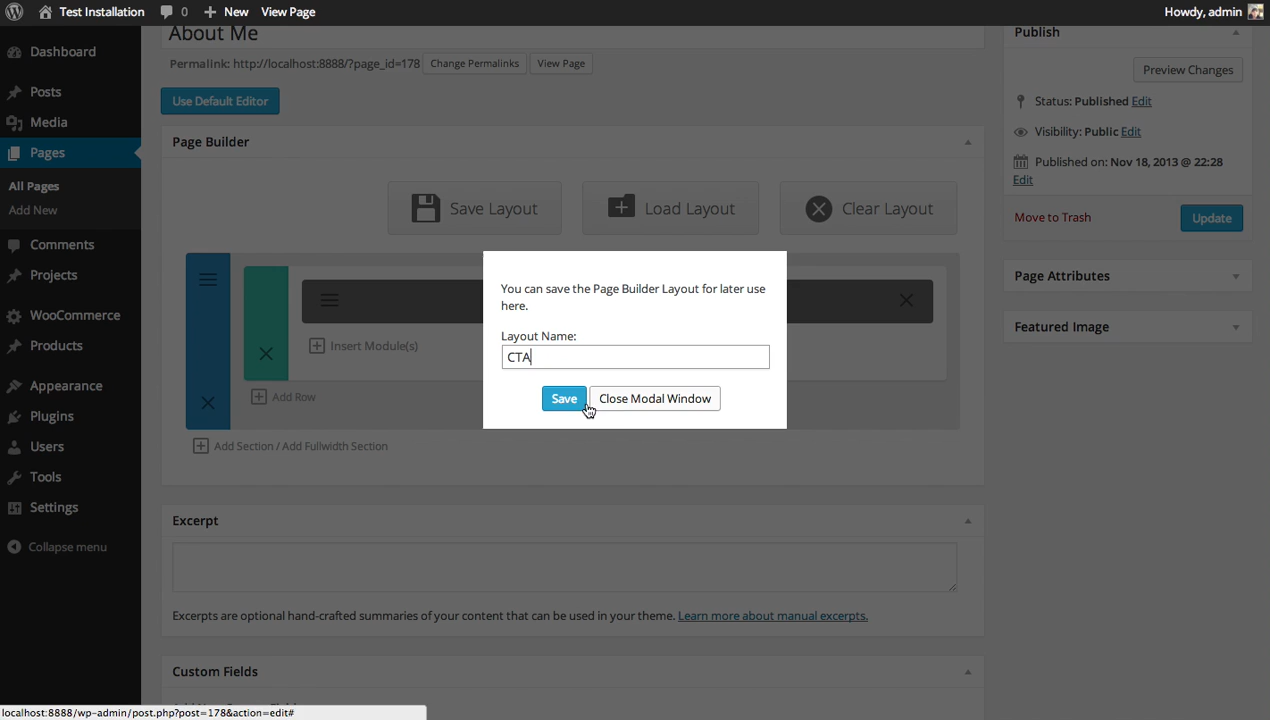 Test Installation 0 New View Page Howdy, admin
Dashboard
Posts
Media
Pages
All Pages
Add New
Comments
Projects
WooCommerce
Products
Appearance
Plugins
Users
Tools
Settings
Collapse menu
About Me
Permalink: http://localhost:8888/?page_id=178 Change Permalinks View Page
Use Default Editor
Page Builder
Save Layout Load Layout Clear Layout
Insert Module(s)
Add Row
Add Section / Add Fullwidth Section
You can save the Page Builder Layout for later use
here.
Layout Name:
CTA
Save Close Modal Window
Excerpt
Excerpts are optional hand-crafted summaries of your content that can be used in your theme. Learn more about manual excerpts.
Custom Fields
Publish
Preview Changes
Status: Published Edit
Visibility: Public Edit
Published on: Nov 18, 2013 @ 22:28
Edit
Move to Trash Update
Page Attributes
Featured Image
localhost:8888/wp-admin/post.php?post=178&action=edit#